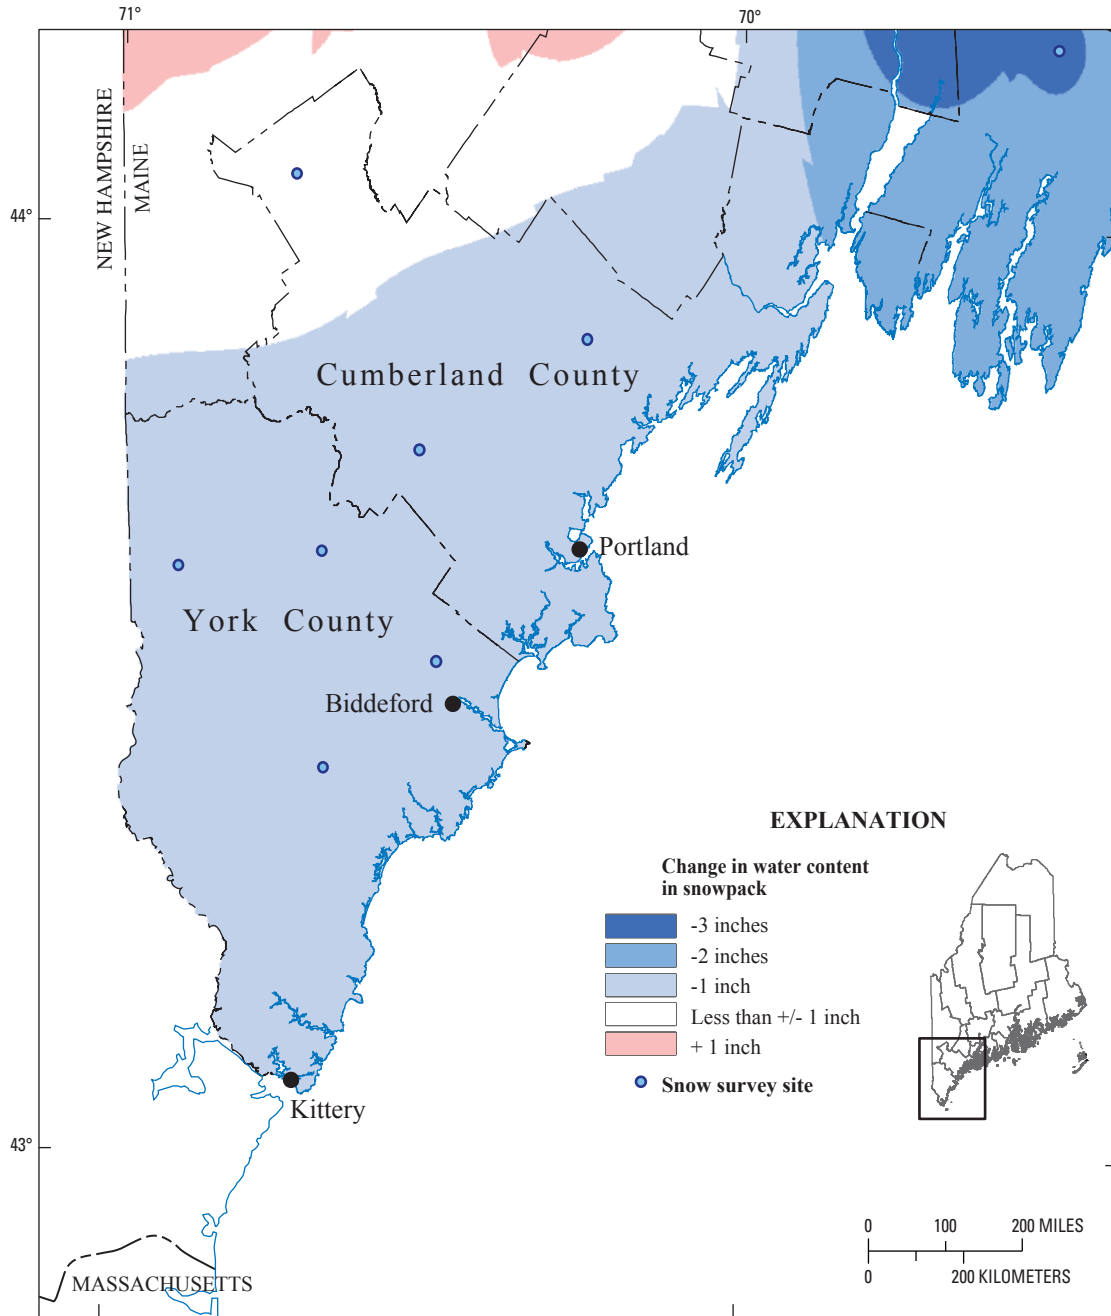 71°
70°
NEW HAMPSHIRE
MAINE
44°
Cumberland County
Portland
York County
Biddeford
EXPLANATION
Change in water content
in snowpack
-3 inches
-2 inches
-1 inch
Less than +/- 1 inch
+ 1 inch
Snow survey site
Kittery
43°
0 100 200 MILES
0 200 KILOMETERS
MASSACHUSETTS